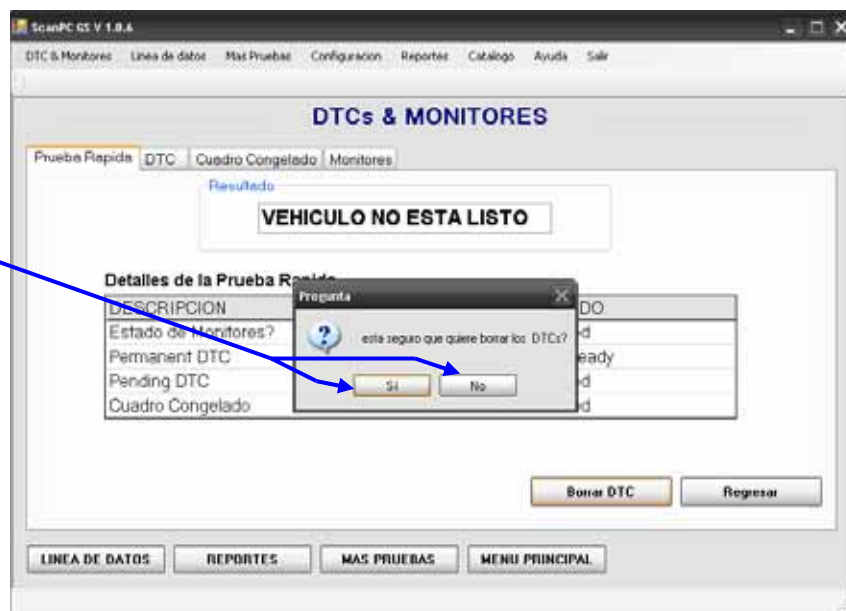 ScanPC GS V 1.0.6
DTC & Monitores Linea de datos Mas Pruebas Configuracion Reportes Catalogo Ayuda Salir
DTCs & MONITORES
Prueba Rapida DTC Cuadro Congelado Monitores
Resultado
VEHICULO NO ESTA LISTO
Detalles de la Prueba
DESCRIPCION DO
Estado de Monitores? ed
Permanent DTC eady
Pending DTC ed
Cuadro Congelado ed
Pregunta
esta seguro que quiere borrar los DTCs?
Si No
Borrar DTC Regresar
LINEA DE DATOS REPORTES MAS PRUEBAS MENU PRINCIPAL